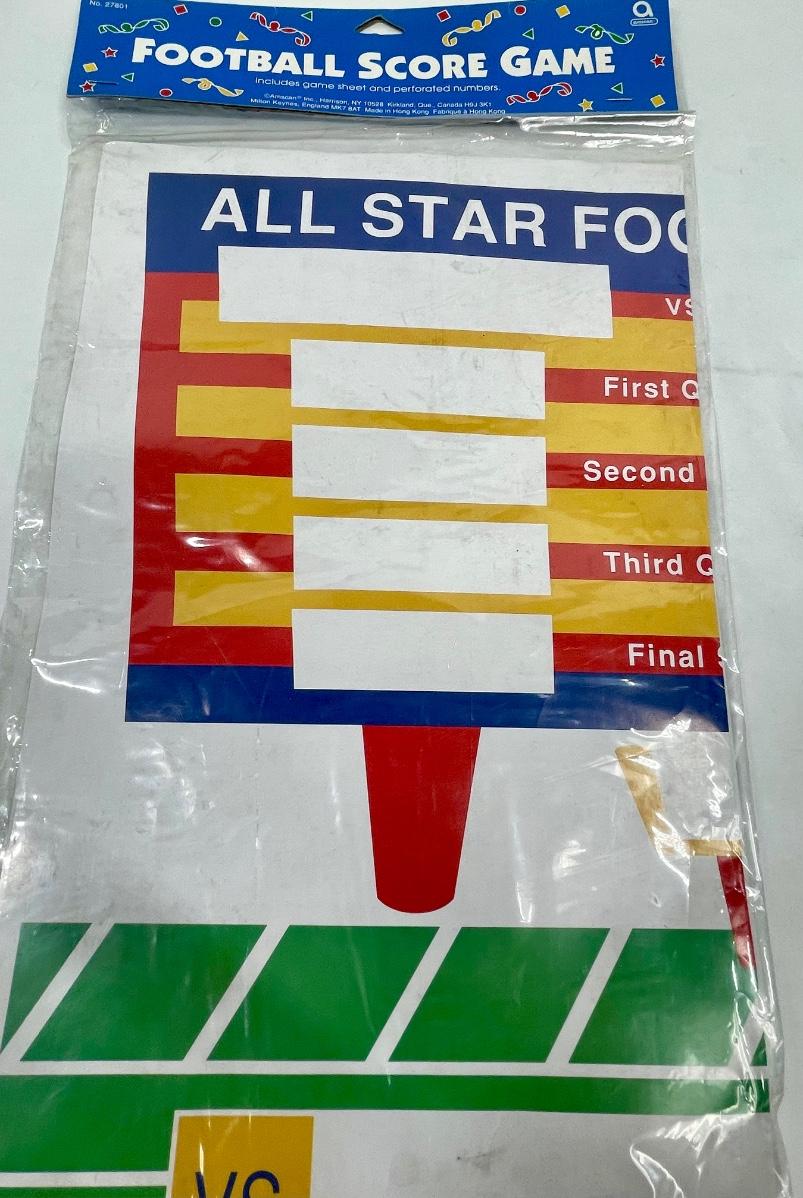 No. 27801
amscan
FOOTBALL SCORE GAME
includes game sheet and perforated numbers.
©Amscan® Inc., Harrison, NY 10528 Kirkland, Que., Canada H9J 3K1
Milton Keynes, England MK7 8AT Made in Hong Kong Fabriqué à Hong Kong
ALL STAR FOO
VS
First Q
Second
Third Q
Final S
VS